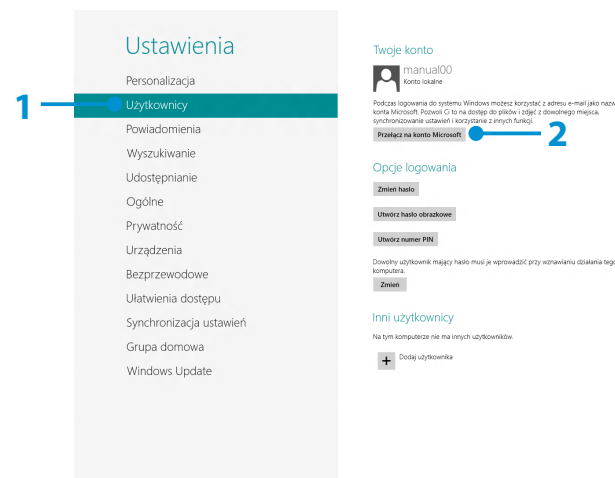 Ustawienia
Personalizacja
1
Użytkownicy
Powiadomienia
Wyszukiwanie
Udostępnianie
Ogólne
Prywatność
Urządzenia
Bezprzewodowe
Ułatwienia dostępu
Synchronizacja ustawień
Grupa domowa
Windows Update
Twoje konto
manual00
Konto lokalne
Podczas logowania do systemu Windows możesz korzystać z adresu e-mail jako nazw
konta Microsoft. Pozwoli Ci to na dostęp do plików i zdjęć z dowolnego miejsca,
synchronizowanie ustawień i korzystanie z innych funkcji.
Przełącz na konto Microsoft
2
Opcje logowania
Zmień hasło
Utwórz hasło obrazkowe
Utwórz numer PIN
Dowolny użytkownik mający hasło musi je wprowadzić przy wznawianiu działania tego
komputera.
Zmień
Inni użytkownicy
Na tym komputerze nie ma innych użytkowników.
+ Dodaj użytkownika